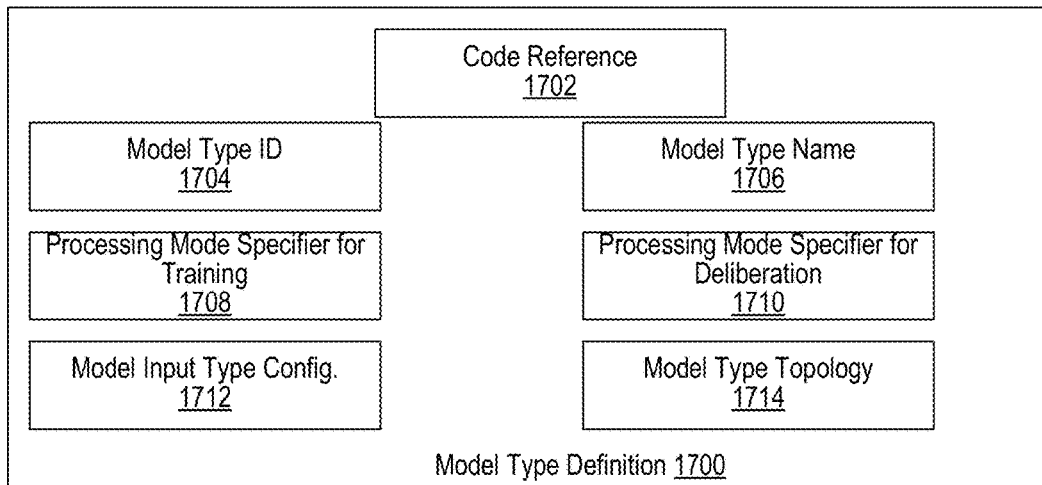 Code Reference
1702
Model Type ID
1704
Model Type Name
1706
Processing Mode Specifier for
Training
1708
Processing Mode Specifier for
Deliberation
1710
Model Input Type Config.
1712
Model Type Topology
1714
Model Type Definition 1700